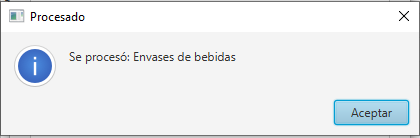 Procesado
Se procesó: Envases de bebidas
Aceptar